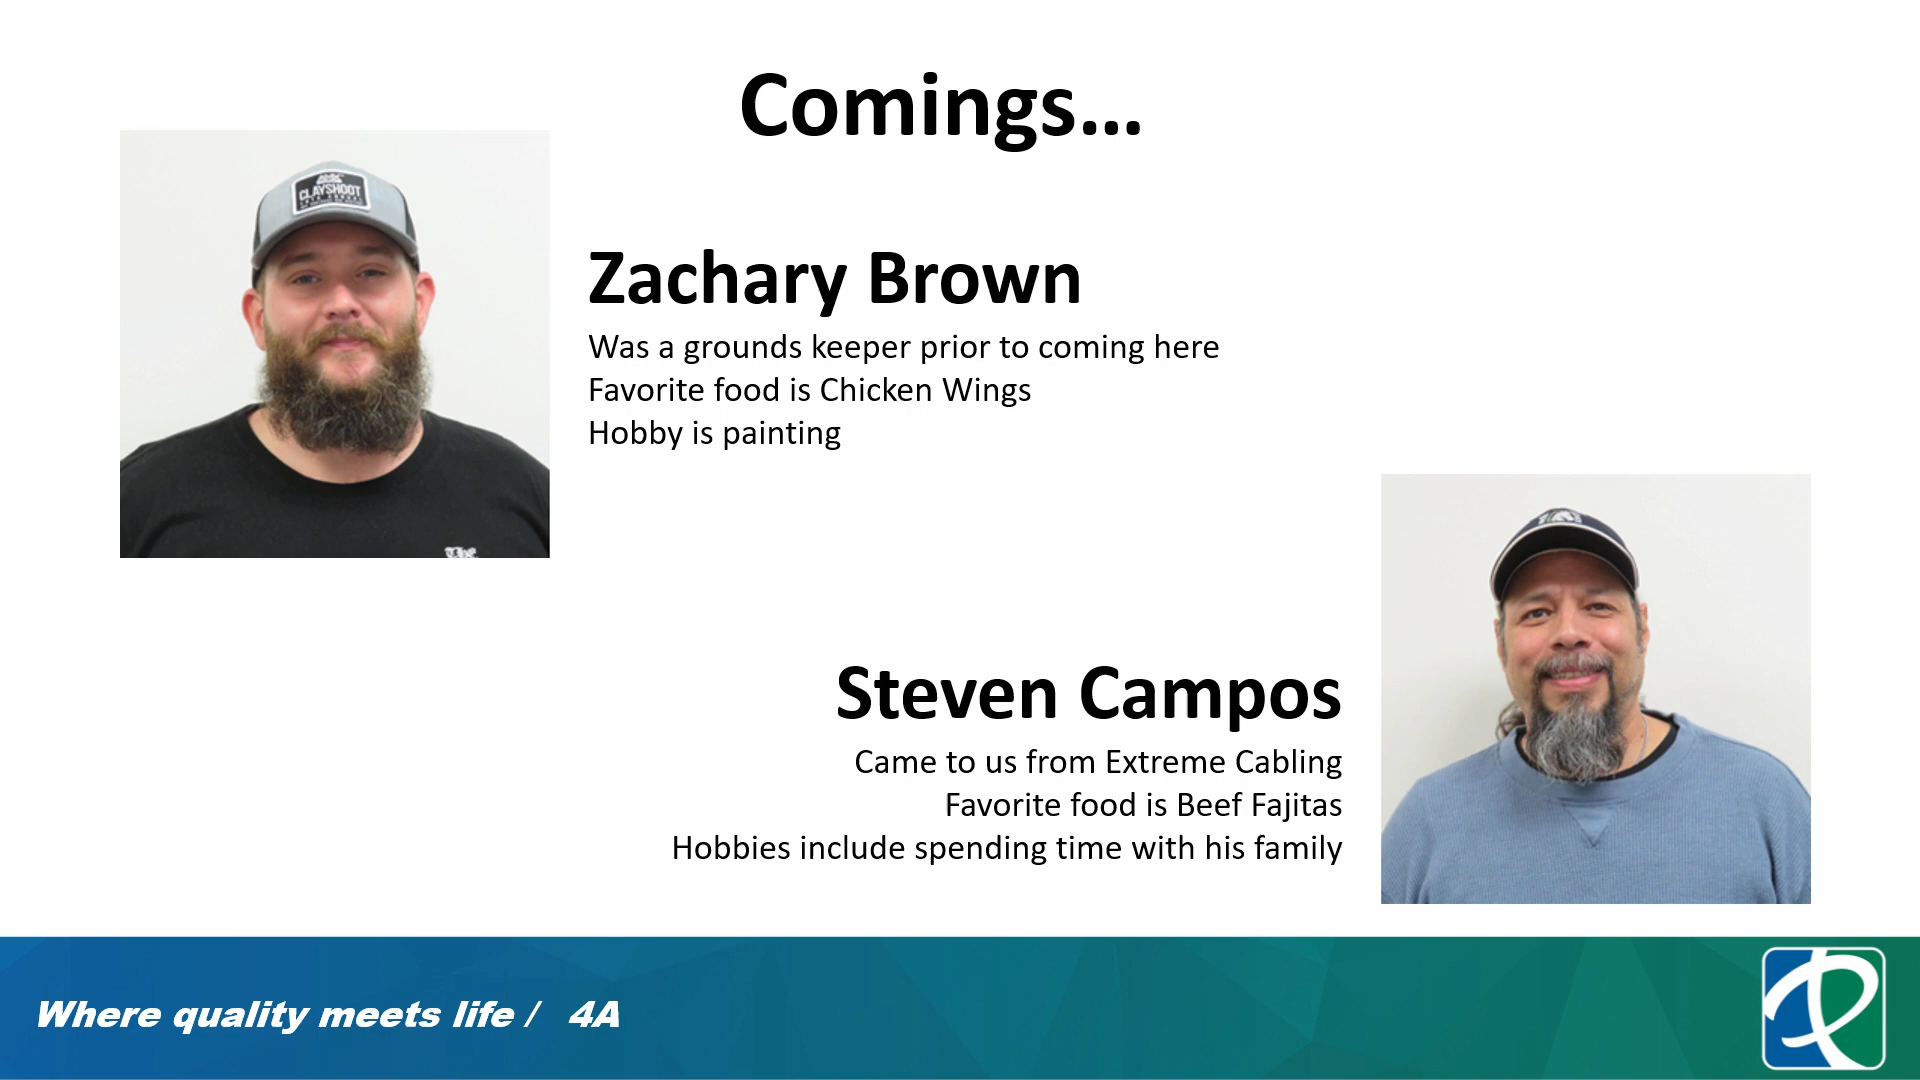 Comings...
CLAYSHOOT
Zachary Brown
Was a grounds keeper prior to coming here
Favorite food is Chicken Wings
Hobby is painting
The
Steven Campos
Came to us from Extreme Cabling
Favorite food is Beef Fajitas
Hobbies include spending time with his family
Where quality meets life / 4A